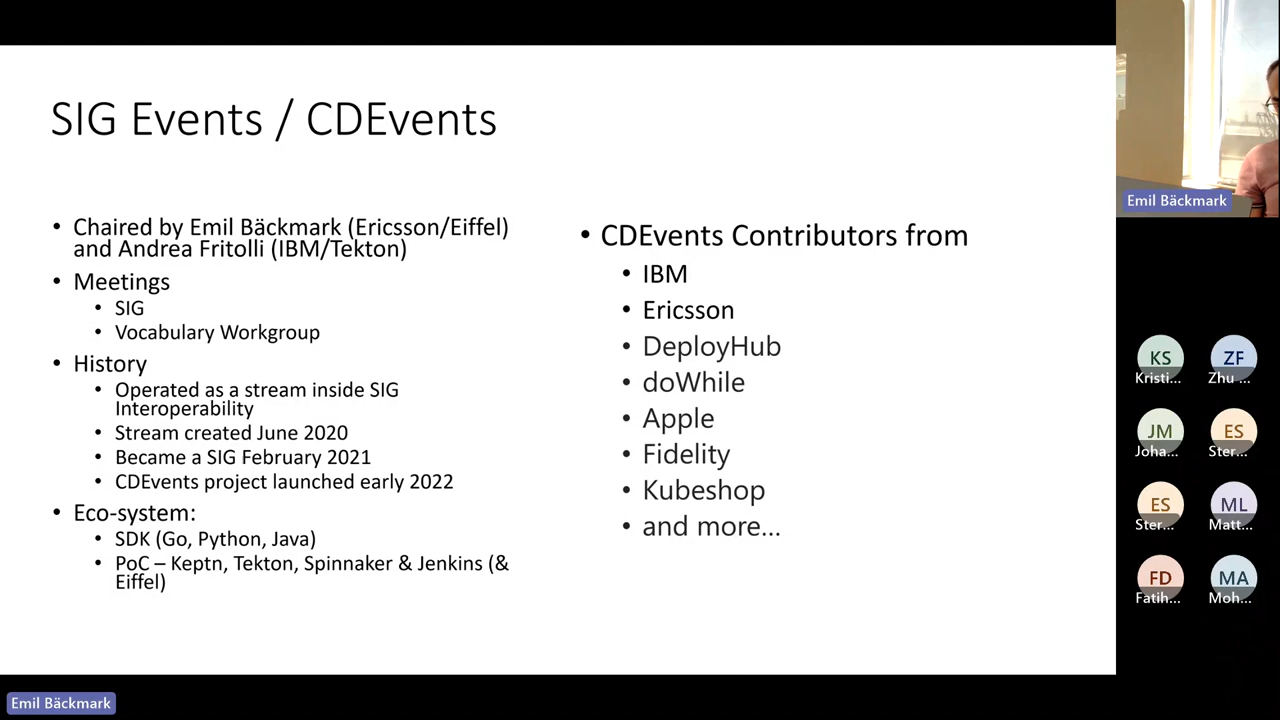 SIG Events / CDEvents
• Chaired by Emil Bäckmark (Ericsson/Eiffel)
and Andrea Fritolli (IBM/Tekton)
• Meetings
• SIG
• Vocabulary Workgroup
• History
• Operated as a stream inside SIG
Interoperability
• Stream created June 2020
• Became a SIG February 2021
• CDEvents project launched early 2022
• Eco-system:
• SDK (Go, Python, Java)
• PoC – Keptn, Tekton, Spinnaker & Jenkins (&
Eiffel)
• CDEvents Contributors from
• IBM
• Ericsson
• DeployHub
• doWhile
• Apple
• Fidelity
• Kubeshop
• and more...
Emil Bäckmark
KS
Kristi...
ZF
Zhu ...
JM
Joha...
ES
Ster...
ES
Ster...
ML
Matt...
FD
Fatih...
MA
Moh...
Emil Bäckmark